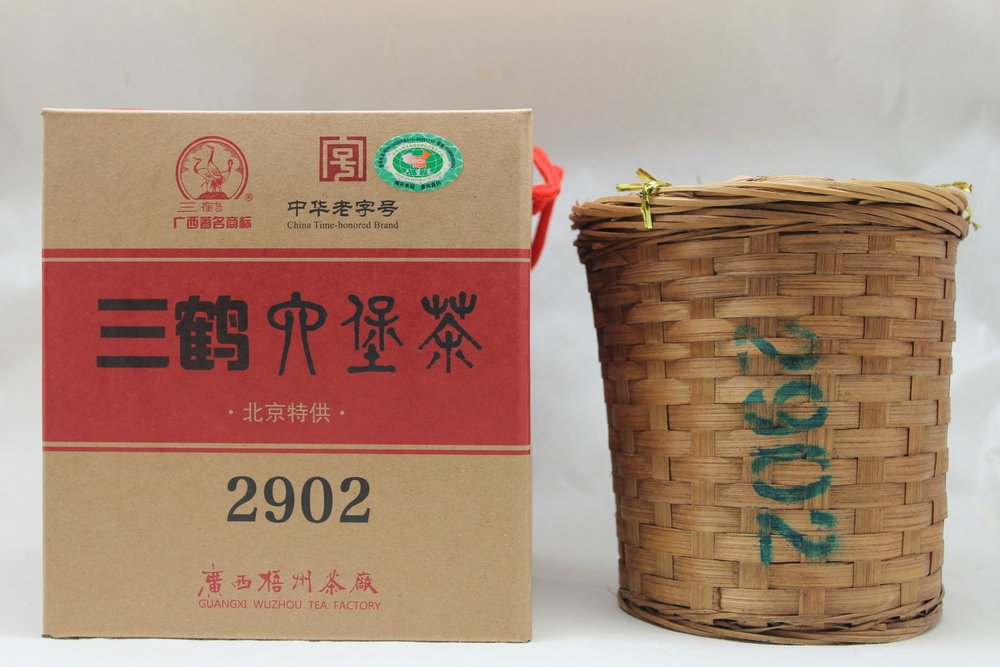 三鹤
广西著名商标
中华老字号
China Time-honored Brand
三鹤六堡茶
·北京特供·
2902
廣西梧州茶廠
GUANGXI WUZHOU TEA FACTORY
2902